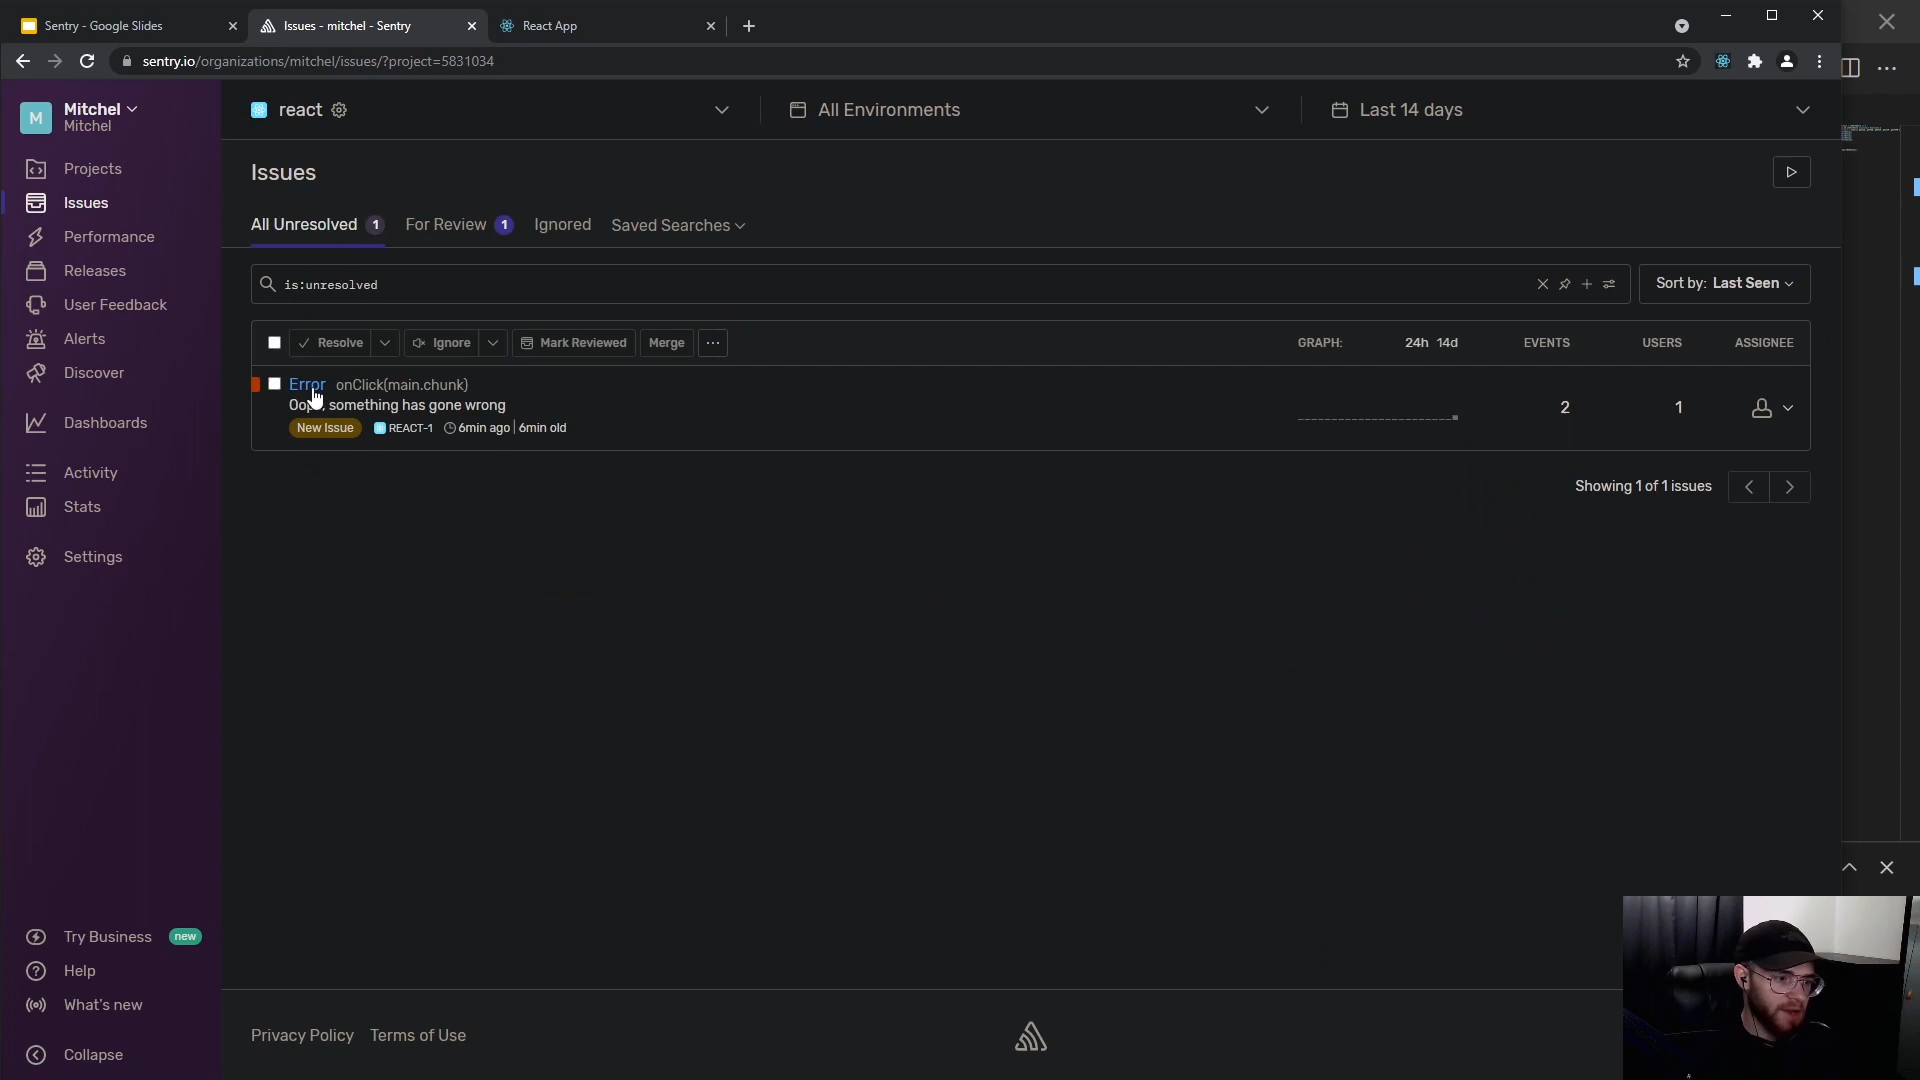 Sentry - Google Slides
Issues - mitchel - Sentry
React App
sentry.io/organizations/mitchel/issues/?project=5831034
M
Mitchel
Mitchel
Projects
Issues
Performance
Releases
User Feedback
Alerts
Discover
Dashboards
Activity
Stats
Settings
Try Business new
Help
What's new
Collapse
react
All Environments
Last 14 days
Issues
All Unresolved 1
For Review 1
Ignored
Saved Searches
is:unresolved
Sort by: Last Seen
Resolve
Ignore
Mark Reviewed
Merge
GRAPH: 24h 14d
EVENTS
USERS
ASSIGNEE
Error onClick(main.chunk)
something has gone wrong
2
1
New Issue REACT-1 6min ago | 6min old
Showing 1 of 1 issues
Privacy Policy Terms of Use